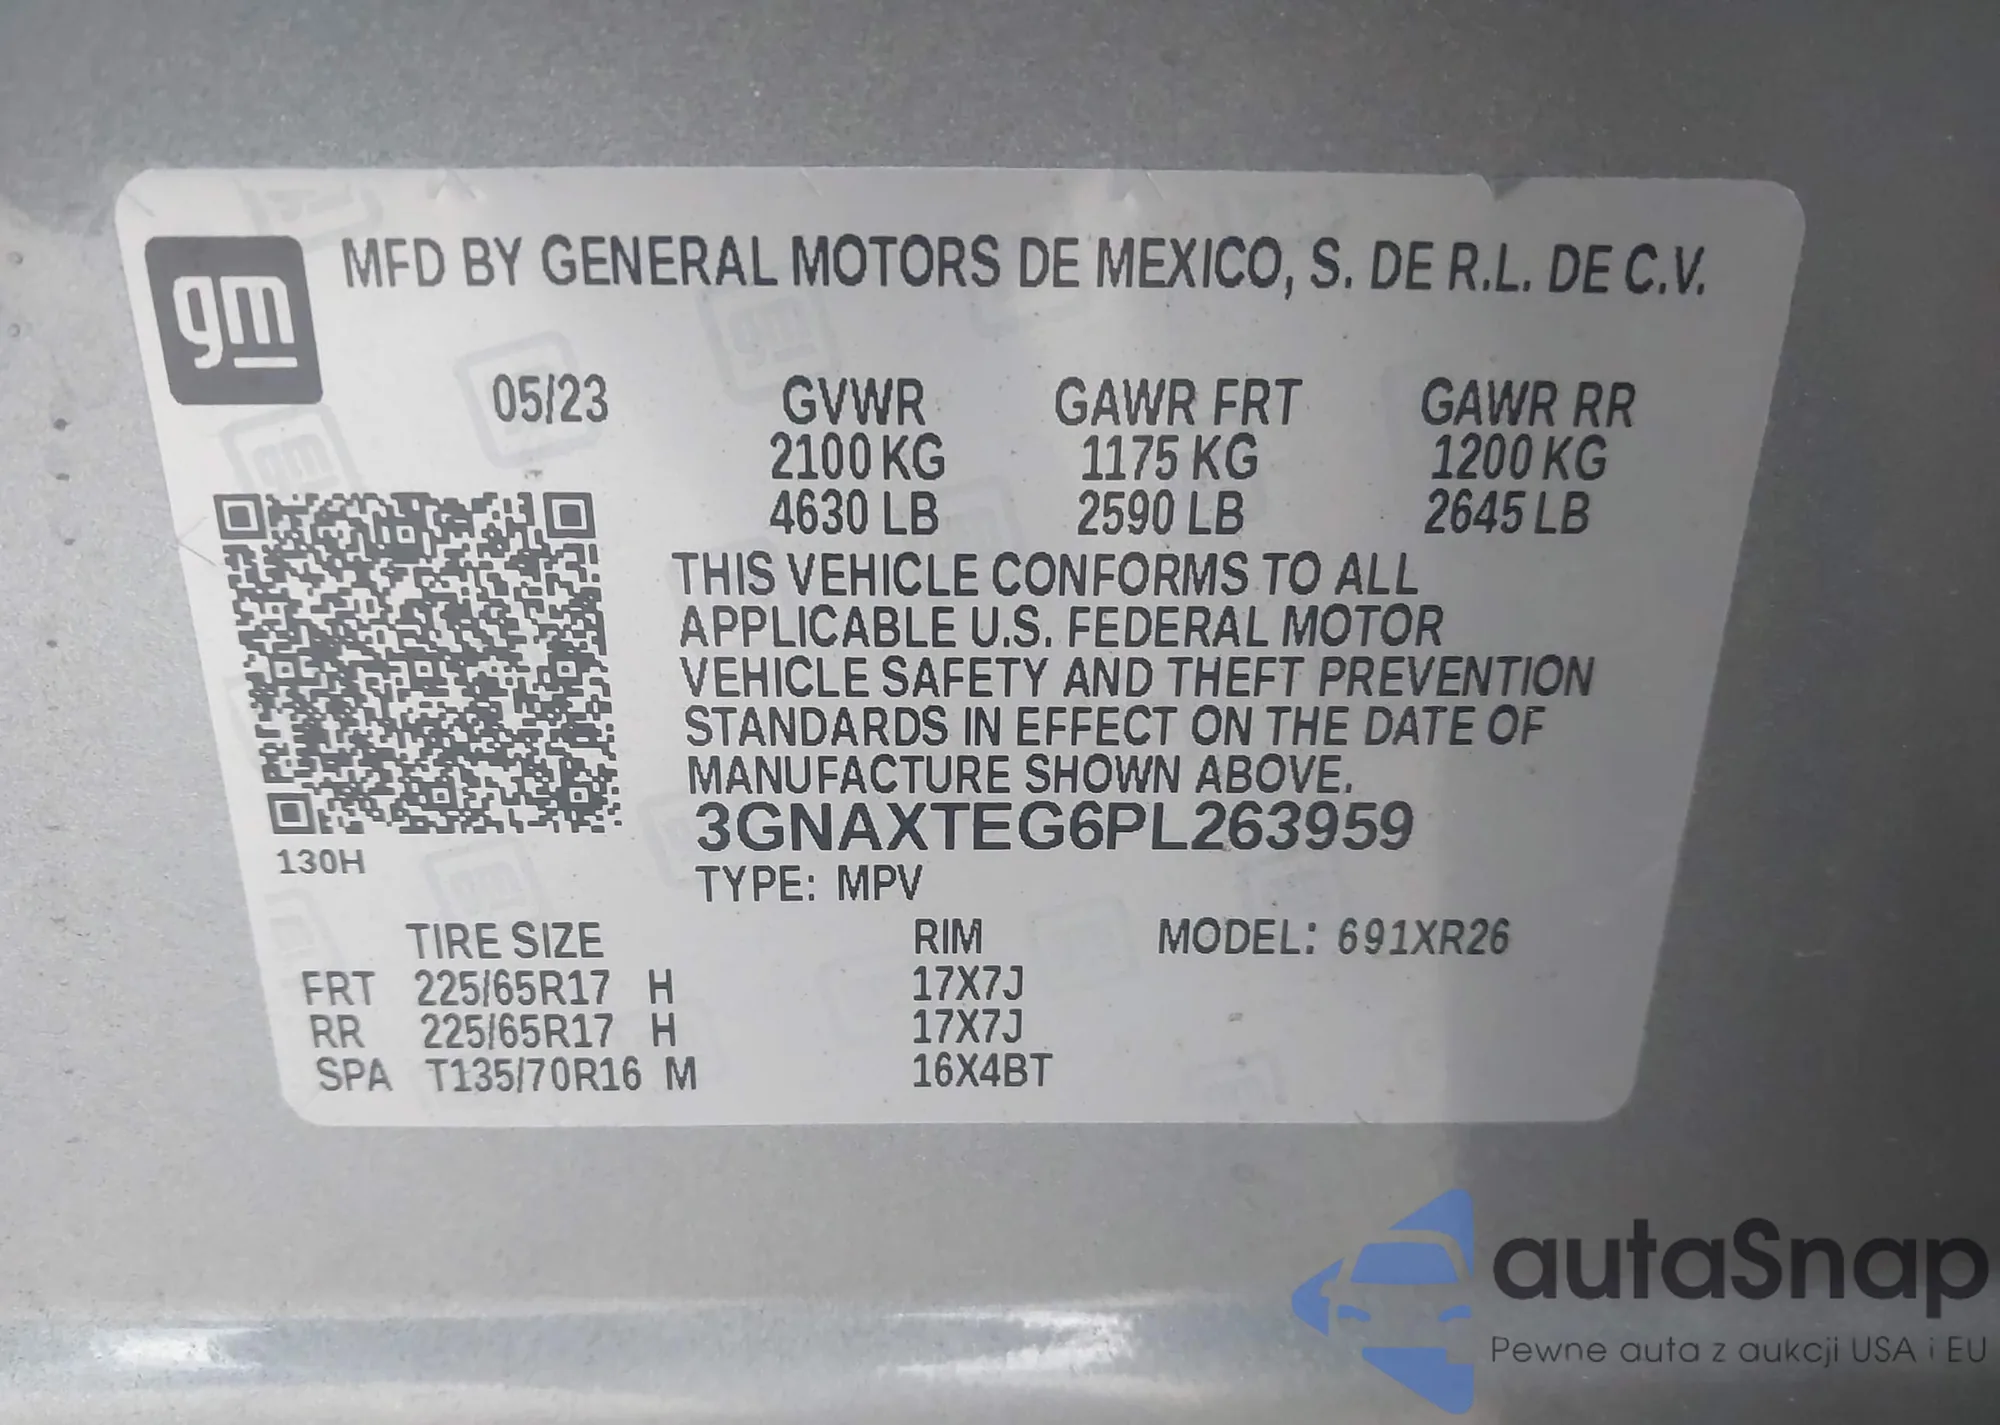 gm
MFD BY GENERAL MOTORS DE MEXICO, S. DE R.L. DE C.V.
05/23 GVWR GAWR FRT GAWR RR
2100 KG 1175 KG 1200 KG
4630 LB 2590 LB 2645 LB
THIS VEHICLE CONFORMS TO ALL
APPLICABLE U.S. FEDERAL MOTOR
VEHICLE SAFETY AND THEFT PREVENTION
STANDARDS IN EFFECT ON THE DATE OF
MANUFACTURE SHOWN ABOVE.
3GNAXTEG6PL263959
130H
TYPE: MPV
TIRE SIZE RIM MODEL: 691XR26
FRT 225/65R17 H 17X7J
RR 225/65R17 H 17X7J
SPA T135/70R16 M 16X4BT
autaSnap
Pewne auta z aukcji USA i EU